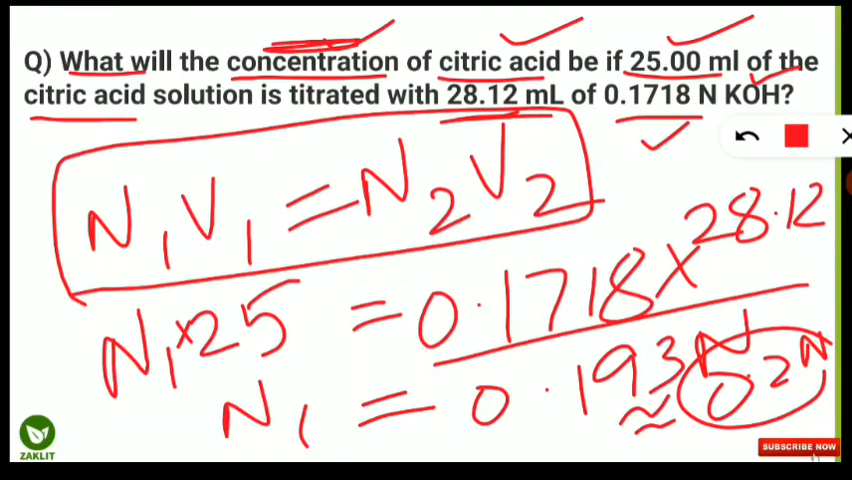 Q) What will the concentration of citric acid be if 25.00 ml of the
citric acid solution is titrated with 28.12 mL of 0.1718 N KOH?
N₁V₁ = N₂V₂
N₁×25 = 0.1718×28.12
N₁ = 0.193N ≈ 0.2N
ZAKLIT
SUBSCRIBE NOW